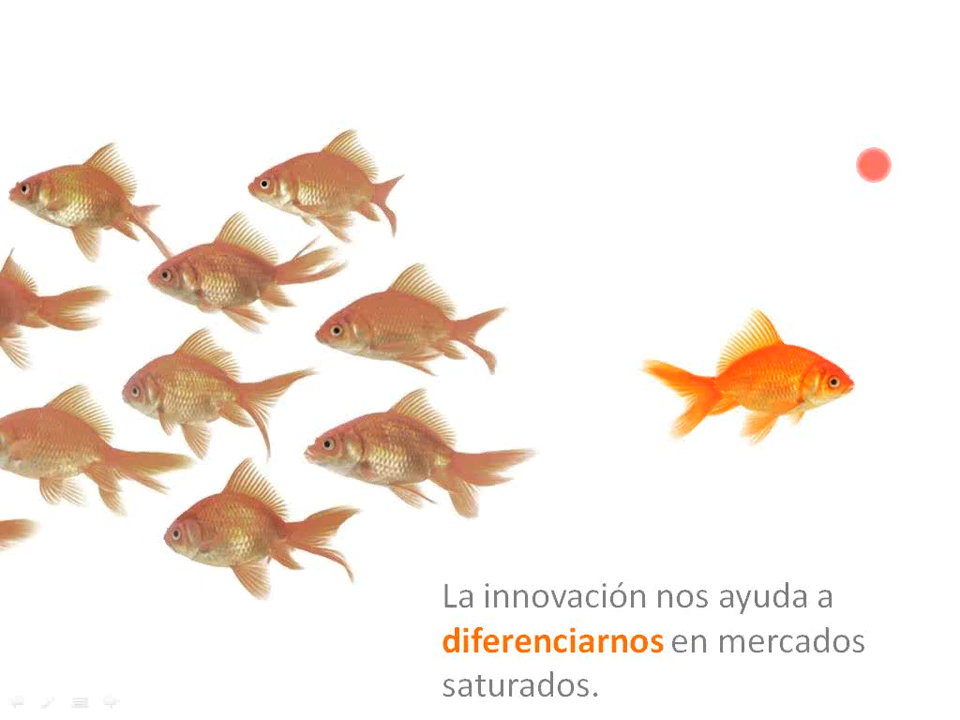 La innovación nos ayuda a
diferenciarnos en mercados
saturados.